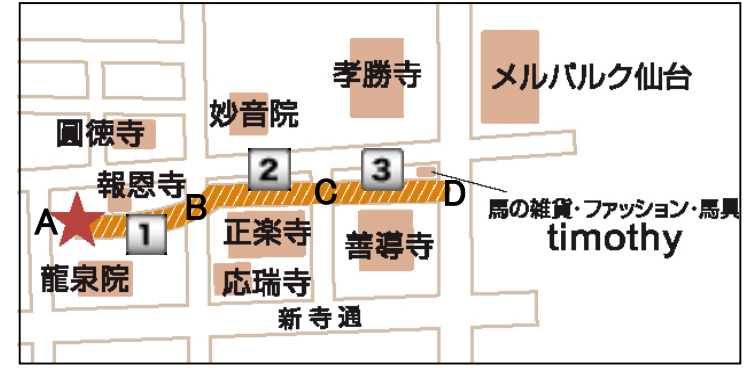 孝勝寺
メルパルク仙台
妙音院
圓徳寺
2
3
報恩寺
A
B
C
D
1
馬の雑貨・ファッション・馬具
timothy
正楽寺
善導寺
龍泉院
応瑞寺
新寺通